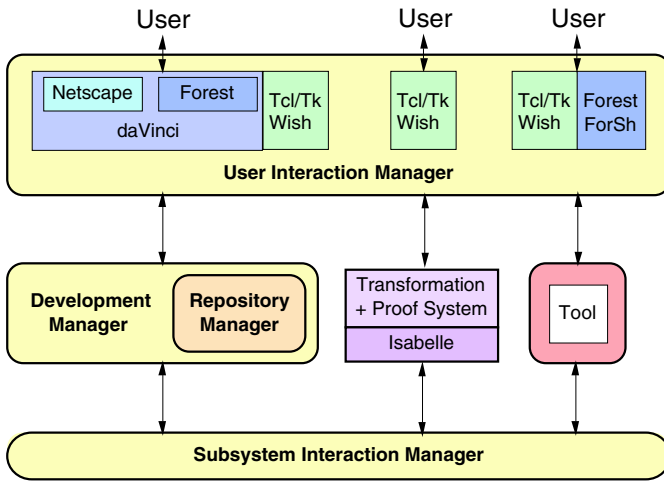 User
User
User
Netscape
Forest
daVinci
Tcl/Tk
Wish
Tcl/Tk
Wish
Tcl/Tk
Wish
Forest
ForSh
User Interaction Manager
Development
Manager
Repository
Manager
Transformation
+ Proof System
Isabelle
Tool
Subsystem Interaction Manager